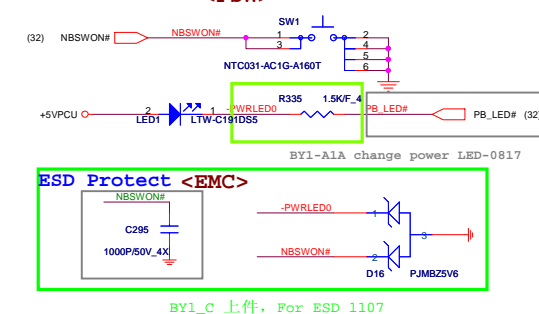 SW1
(32) NBSWON# NBSWON# 1 2
3 4
5
6
NTC031-AC1G-A160T
R335 1.5K/F_4
+5VPCU 2 1 -PWRLED0 PB_LED# PB_LED# (32)
LED1 LTW-C191DS5
BY1-A1A change power LED-0817
ESD Protect <EMC>
NBSWON#
-PWRLED0 1
C295
3
NBSWON# 2
1000P/50V_4X
D16 PJMBZ5V6
BY1_C 上件, For ESD 1107